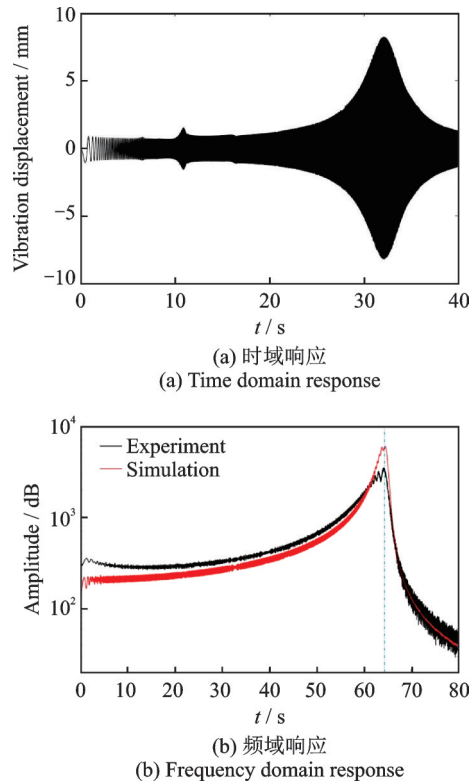 10
5
0
−5
−10
Vibration displacement / mm
0 10 20 30 40
t / s
(a) 时域响应
(a) Time domain response
10⁴
10³
10²
Amplitude / dB
Experiment
Simulation
0 10 20 30 40 50 60 70 80
t / s
(b) 频域响应
(b) Frequency domain response